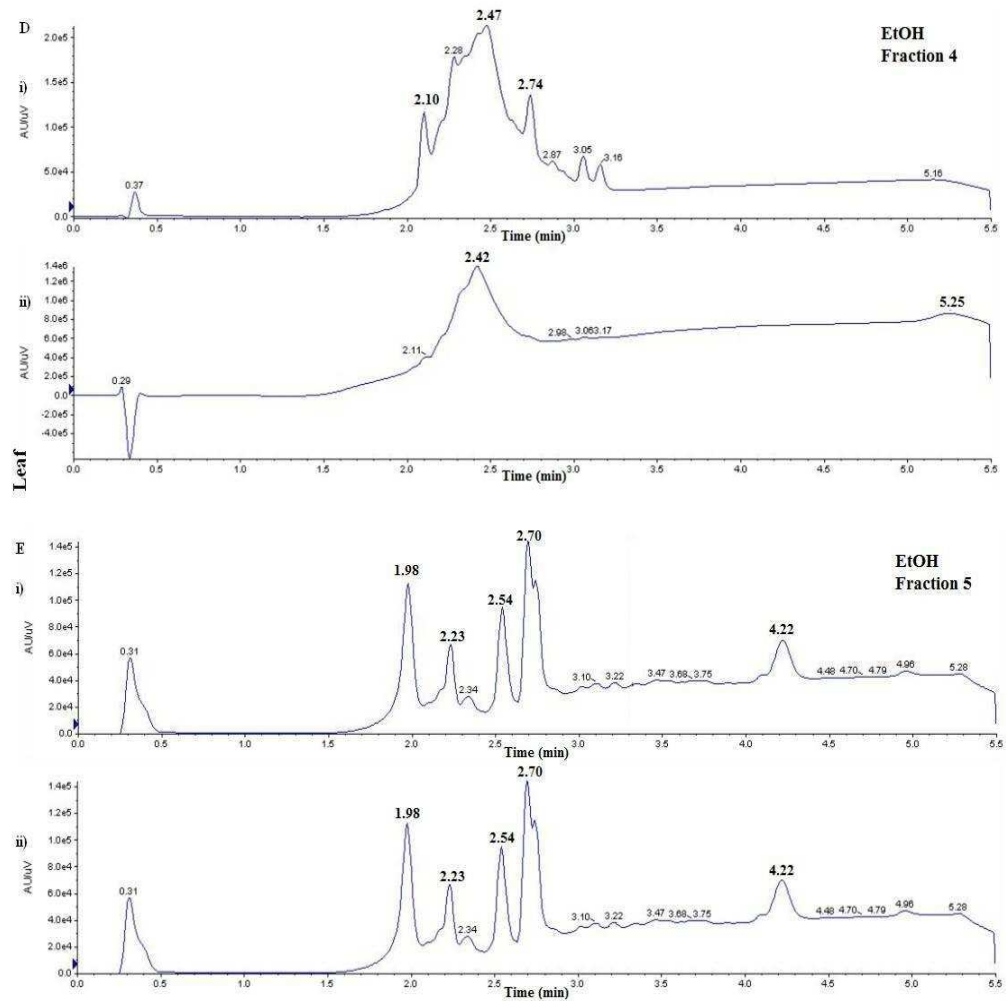 D
i)
EtOH
Fraction 4
AU/uV
2.0e5
1.5e5
1.0e5
5.0e4
0.0
0.37
2.10
2.28
2.47
2.74
2.87
3.05
3.16
5.16
0.0 0.5 1.0 1.5 2.0 2.5 3.0 3.5 4.0 4.5 5.0 5.5
Time (min)
ii)
AU/uV
1.4e6
1.2e6
1.0e6
8.0e5
6.0e5
4.0e5
2.0e5
0.0
-2.0e5
-4.0e5
0.29
2.11
2.42
2.98
3.063.17
5.25
0.0 0.5 1.0 1.5 2.0 2.5 3.0 3.5 4.0 4.5 5.0 5.5
Time (min)
Leaf
E
i)
EtOH
Fraction 5
AU/uV
1.4e5
1.2e5
1.0e5
8.0e4
6.0e4
4.0e4
2.0e4
0.0
0.31
1.98
2.23
2.34
2.54
2.70
3.10
3.22
3.47
3.68
3.75
4.22
4.48
4.70
4.79
4.96
5.28
0.0 0.5 1.0 1.5 2.0 2.5 3.0 3.5 4.0 4.5 5.0 5.5
Time (min)
ii)
AU/uV
1.4e5
1.2e5
1.0e5
8.0e4
6.0e4
4.0e4
2.0e4
0.0
0.31
1.98
2.23
2.34
2.54
2.70
3.10
3.22
3.47
3.68
3.75
4.22
4.48
4.70
4.79
4.96
5.28
0.0 0.5 1.0 1.5 2.0 2.5 3.0 3.5 4.0 4.5 5.0 5.5
Time (min)